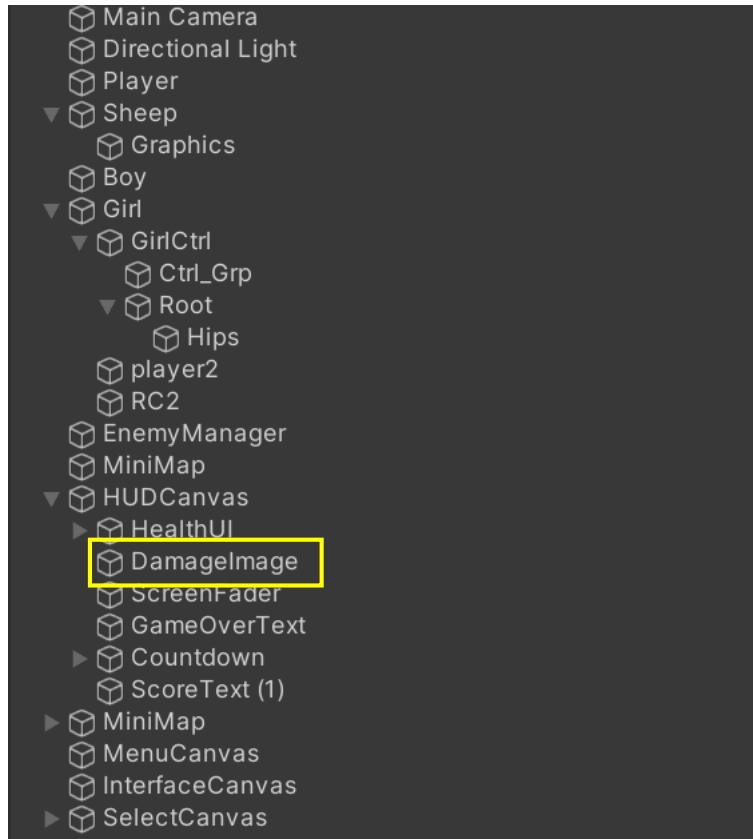 Main Camera
Directional Light
Player
Sheep
Graphics
Boy
Girl
GirlCtrl
Ctrl_Grp
Root
Hips
player2
RC2
EnemyManager
MiniMap
HUDCanvas
HealthUI
DamageImage
ScreenFader
GameOverText
Countdown
ScoreText (1)
MiniMap
MenuCanvas
InterfaceCanvas
SelectCanvas